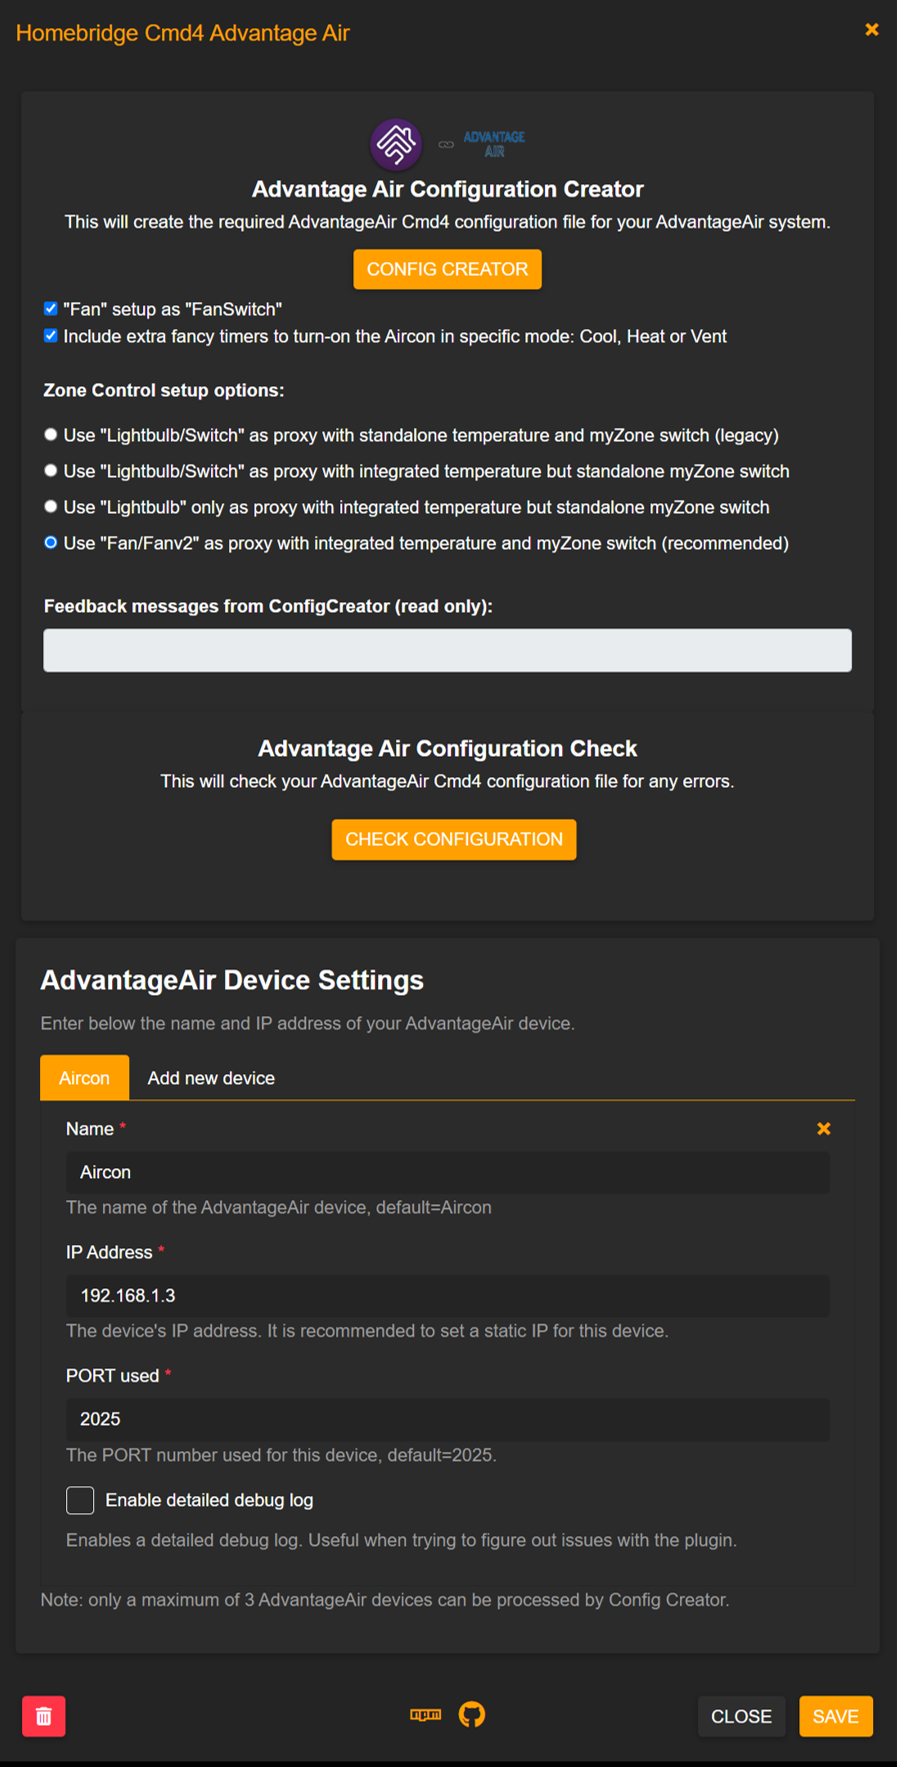 Homebridge Cmd4 Advantage Air
ADVANTAGE
AIR
Advantage Air Configuration Creator
This will create the required AdvantageAir Cmd4 configuration file for your AdvantageAir system.
CONFIG CREATOR
"Fan" setup as "FanSwitch"
Include extra fancy timers to turn-on the Aircon in specific mode: Cool, Heat or Vent
Zone Control setup options:
Use "Lightbulb/Switch" as proxy with standalone temperature and myZone switch (legacy)
Use "Lightbulb/Switch" as proxy with integrated temperature but standalone myZone switch
Use "Lightbulb" only as proxy with integrated temperature but standalone myZone switch
Use "Fan/Fanv2" as proxy with integrated temperature and myZone switch (recommended)
Feedback messages from ConfigCreator (read only):
Advantage Air Configuration Check
This will check your AdvantageAir Cmd4 configuration file for any errors.
CHECK CONFIGURATION
AdvantageAir Device Settings
Enter below the name and IP address of your AdvantageAir device.
Aircon Add new device
Name *
Aircon
The name of the AdvantageAir device, default=Aircon
IP Address *
192.168.1.3
The device's IP address. It is recommended to set a static IP for this device.
PORT used *
2025
The PORT number used for this device, default=2025.
Enable detailed debug log
Enables a detailed debug log. Useful when trying to figure out issues with the plugin.
Note: only a maximum of 3 AdvantageAir devices can be processed by Config Creator.
npm CLOSE SAVE